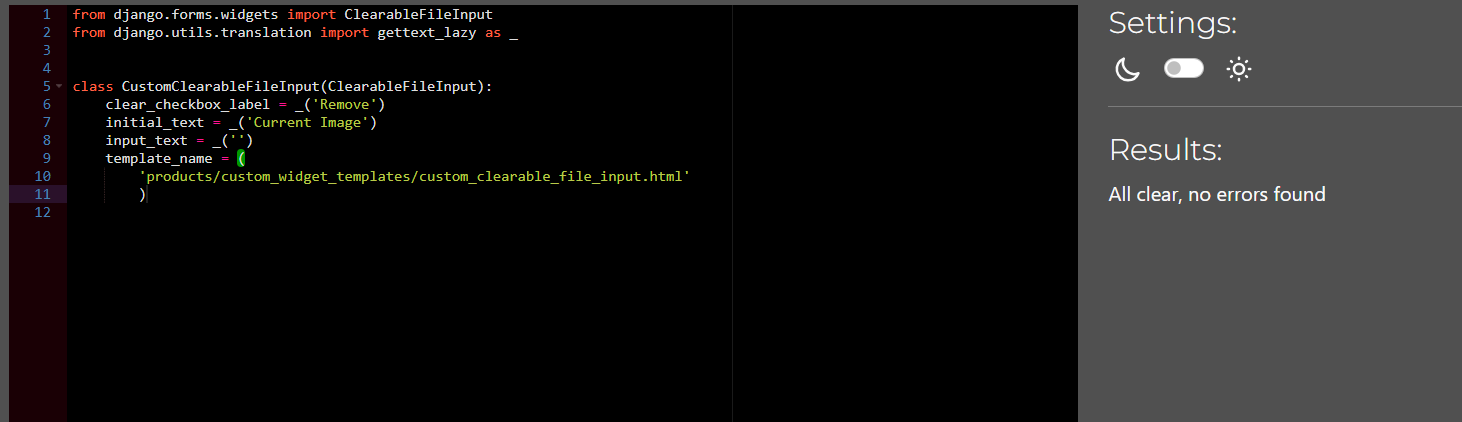 1 from django.forms.widgets import ClearableFileInput
2 from django.utils.translation import gettext_lazy as _
3
4
5 class CustomClearableFileInput(ClearableFileInput):
6     clear_checkbox_label = _('Remove')
7     initial_text = _('Current Image')
8     input_text = _('')
9     template_name = (
10         'products/custom_widget_templates/custom_clearable_file_input.html'
11         )
12
Settings:
Results:
All clear, no errors found